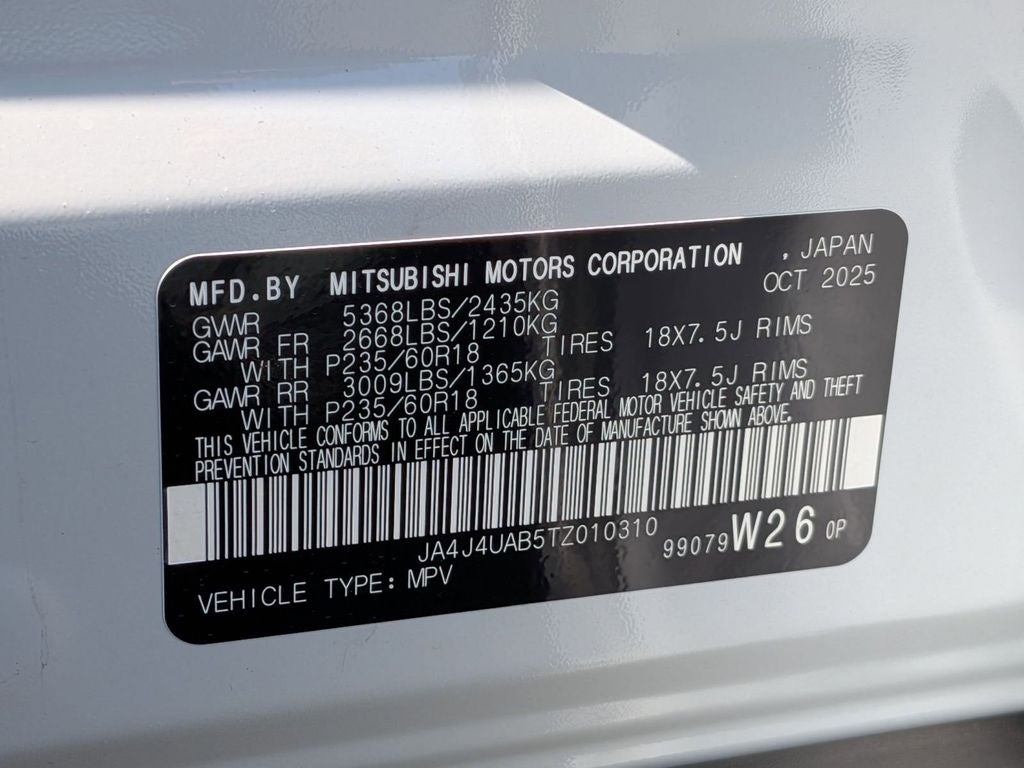 MFD.BY MITSUBISHI MOTORS CORPORATION , JAPAN
OCT 2025
GVWR 5368LBS/2435KG
GAWR FR 2668LBS/1210KG
WITH P235/60R18 TIRES 18X7.5J RIMS
GAWR RR 3009LBS/1365KG
WITH P235/60R18 TIRES 18X7.5J RIMS
THIS VEHICLE CONFORMS TO ALL APPLICABLE FEDERAL MOTOR VEHICLE SAFETY AND THEFT
PREVENTION STANDARDS IN EFFECT ON THE DATE OF MANUFACTURE SHOWN ABOVE.
JA4J4UAB5TZ010310
99079 W26 0P
VEHICLE TYPE: MPV